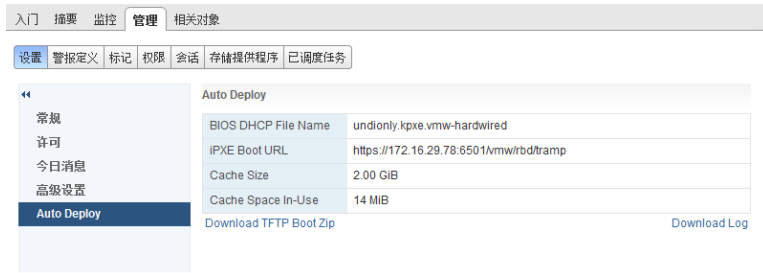 入门 摘要 监控 管理 相关对象
设置 警报定义 标记 权限 会话 存储提供程序 已调度任务
常规
许可
今日消息
高级设置
Auto Deploy
Auto Deploy
BIOS DHCP File Name undionly.kpxe.vmw-hardwired
iPXE Boot URL https://172.16.29.78:6501/vmw/rbd/tramp
Cache Size 2.00 GiB
Cache Space In-Use 14 MiB
Download TFTP Boot Zip Download Log